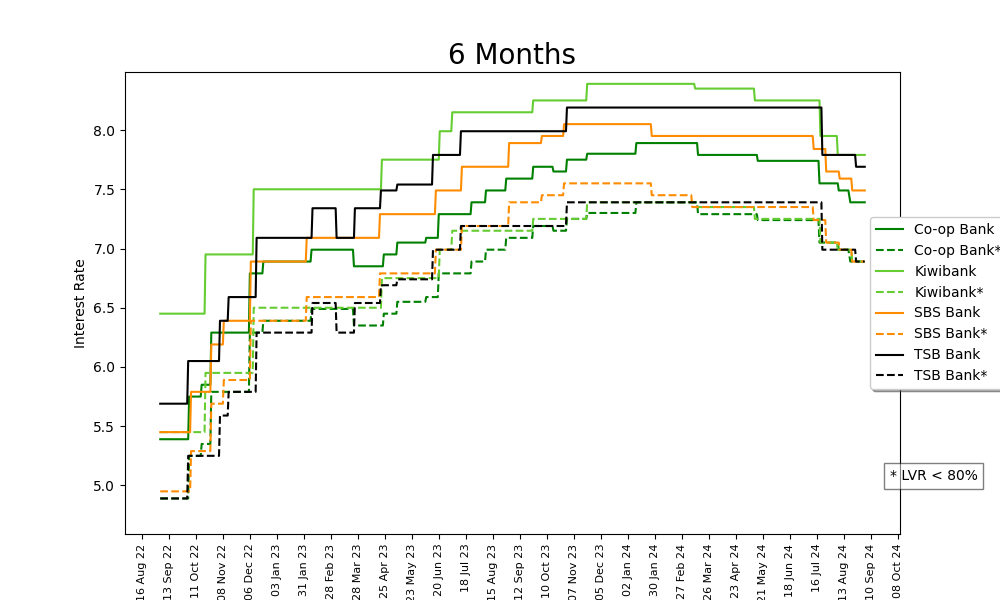 6 Months
Interest Rate
8.0
7.5
7.0
6.5
6.0
5.5
5.0
Co-op Bank
Co-op Bank*
Kiwibank
Kiwibank*
SBS Bank
SBS Bank*
TSB Bank
TSB Bank*
* LVR < 80%
16 Aug 22
13 Sep 22
11 Oct 22
08 Nov 22
06 Dec 22
03 Jan 23
31 Jan 23
28 Feb 23
28 Mar 23
25 Apr 23
23 May 23
20 Jun 23
18 Jul 23
15 Aug 23
12 Sep 23
10 Oct 23
07 Nov 23
05 Dec 23
02 Jan 24
30 Jan 24
27 Feb 24
26 Mar 24
23 Apr 24
21 May 24
18 Jun 24
16 Jul 24
13 Aug 24
10 Sep 24
08 Oct 24